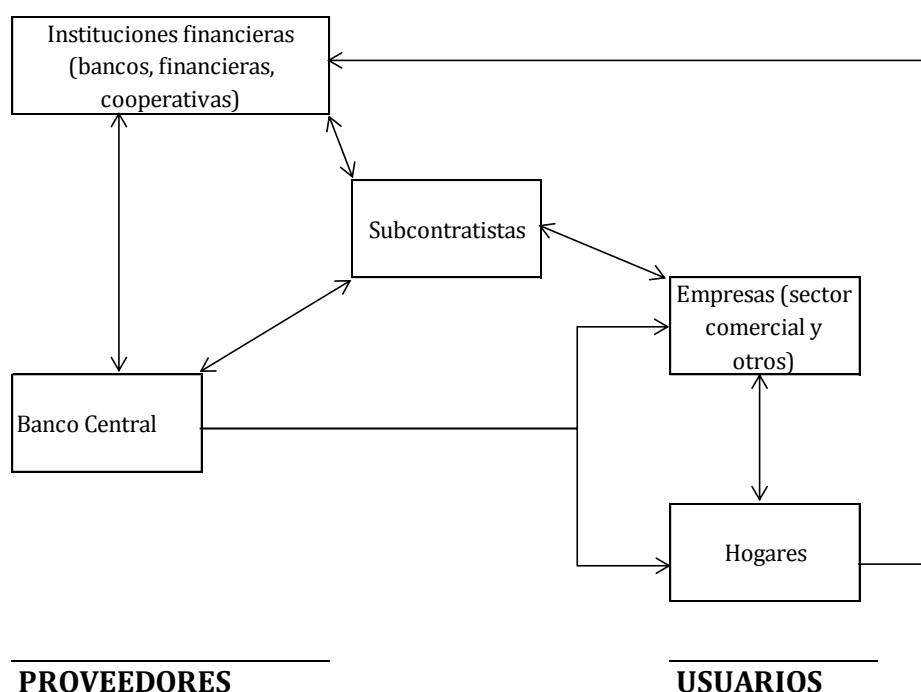 Instituciones financieras
(bancos, financieras,
cooperativas)
Subcontratistas
Empresas (sector
comercial y
otros)
Banco Central
Hogares
PROVEEDORES
USUARIOS